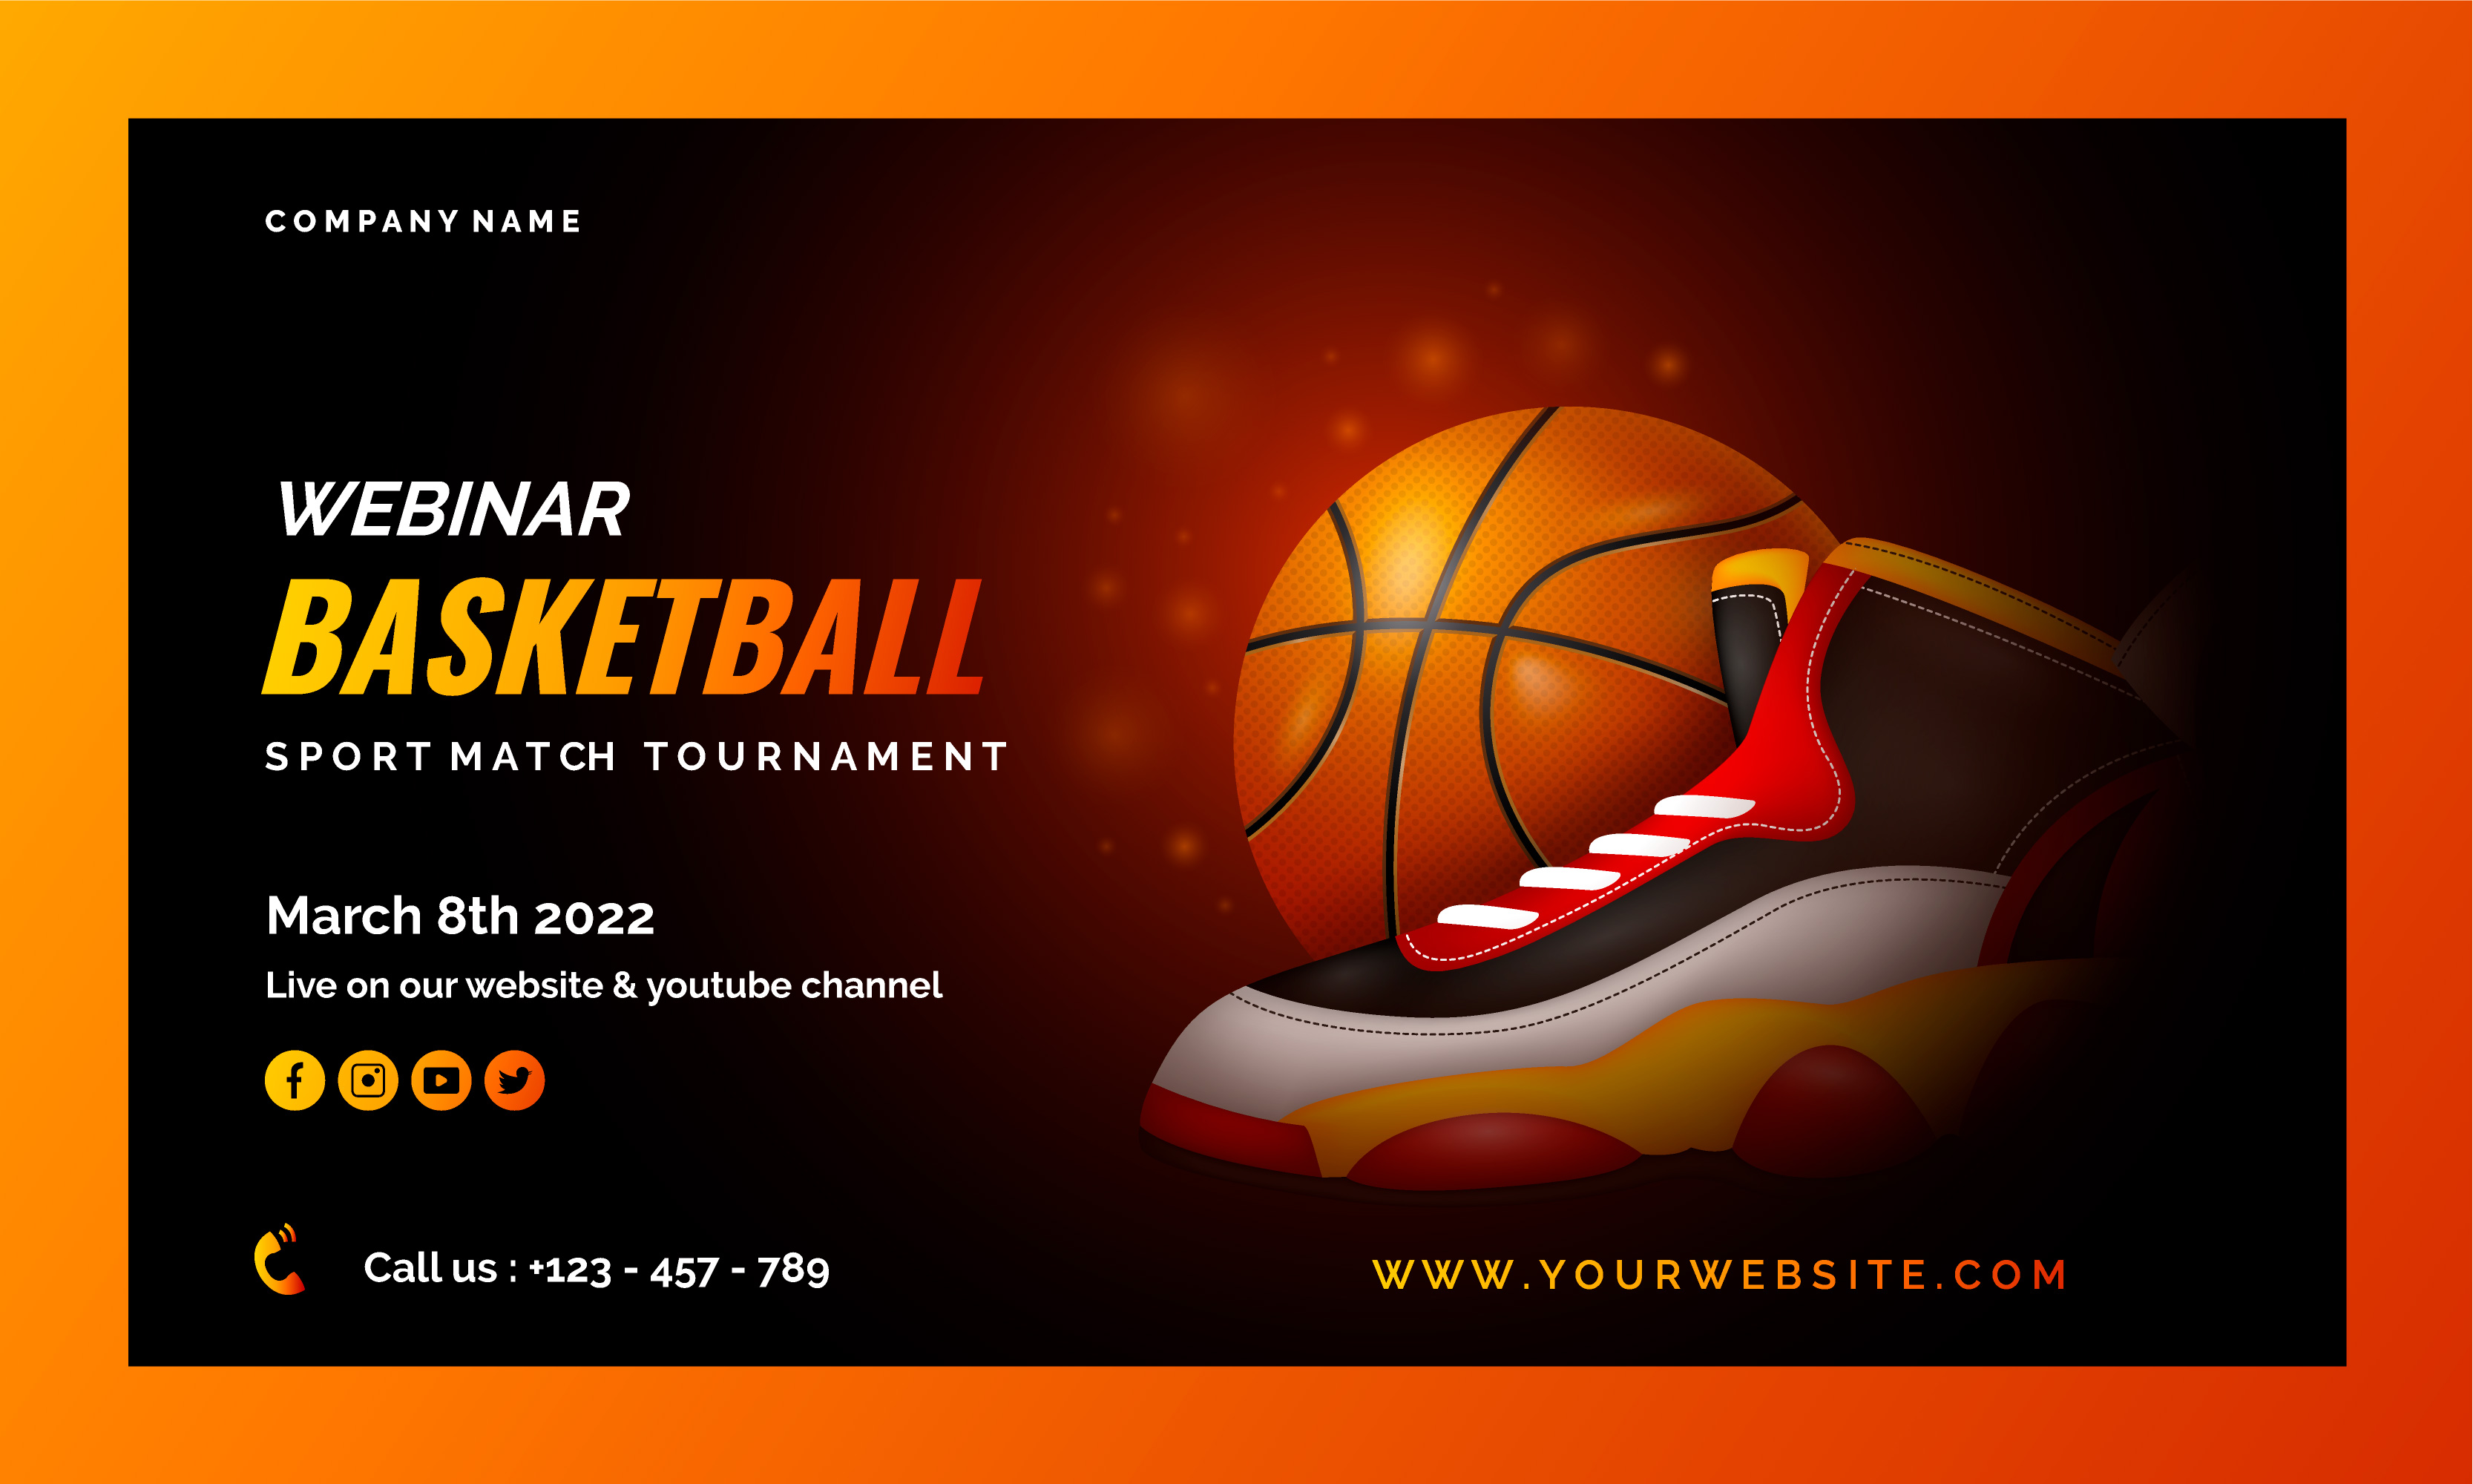 COMPANY NAME
WEBINAR
BASKETBALL
SPORT MATCH TOURNAMENT
March 8th 2022
Live on our website & youtube channel
Call us : +123 - 457 - 789
WWW.YOURWEBSITE.COM